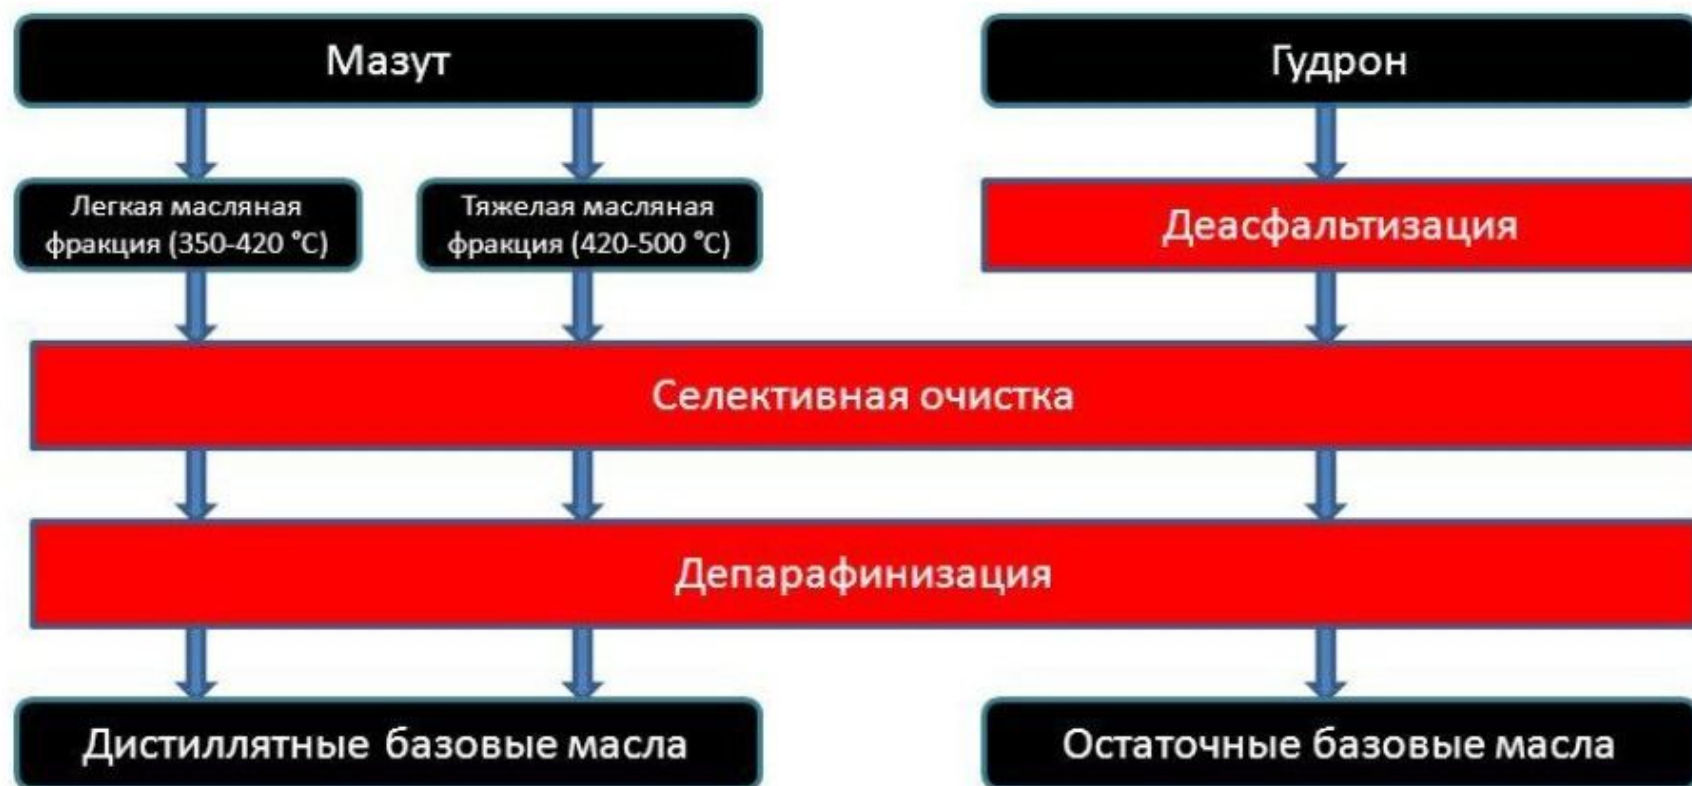 Мазут
Гудрон
Легкая масляная
фракция (350-420 °C)
Тяжелая масляная
фракция (420-500 °C)
Деасфальтизация
Селективная очистка
Депарафинизация
Дистиллятные базовые масла
Остаточные базовые масла